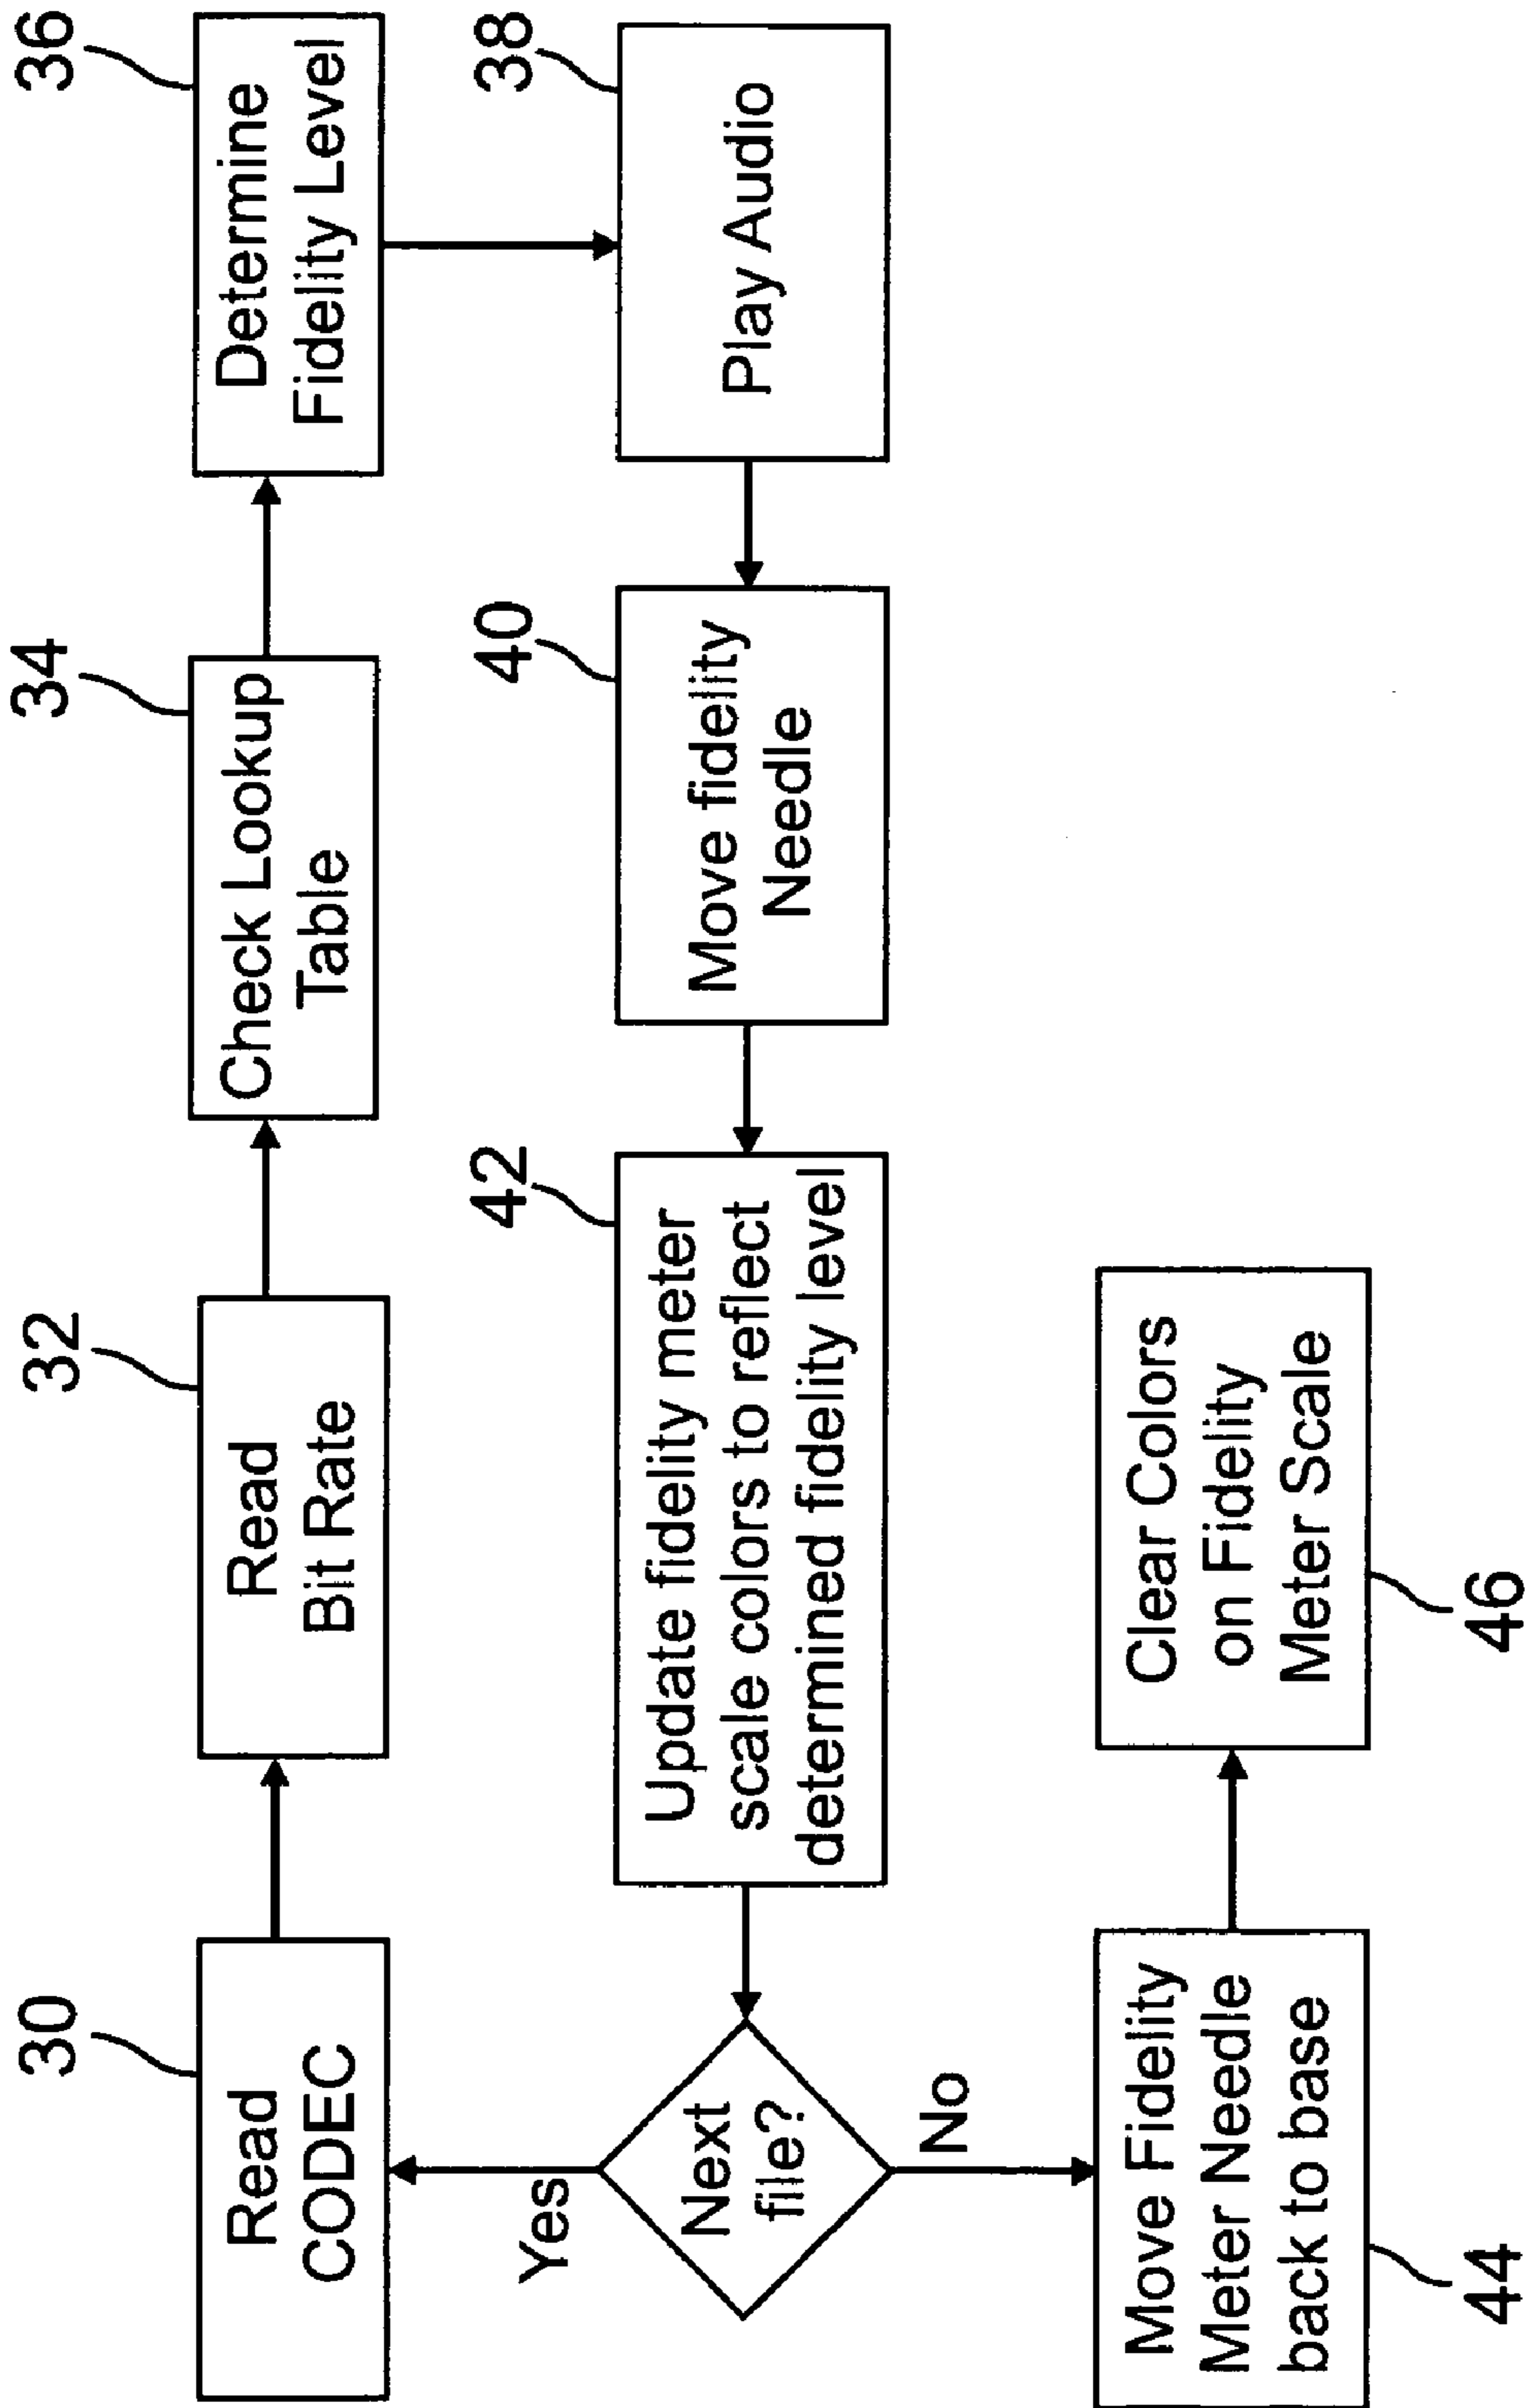 30
Read
CODEC
32
Read
Bit Rate
34
Check Lookup
Table
36
Determine
Fidelity Level
38
Play Audio
40
Move fidelity
Needle
42
Update fidelity meter
scale colors to reflect
determined fidelity level
Next
file?
Yes
No
Move Fidelity
Meter Needle
back to base
44
Clear Colors
on Fidelity
Meter Scale
46